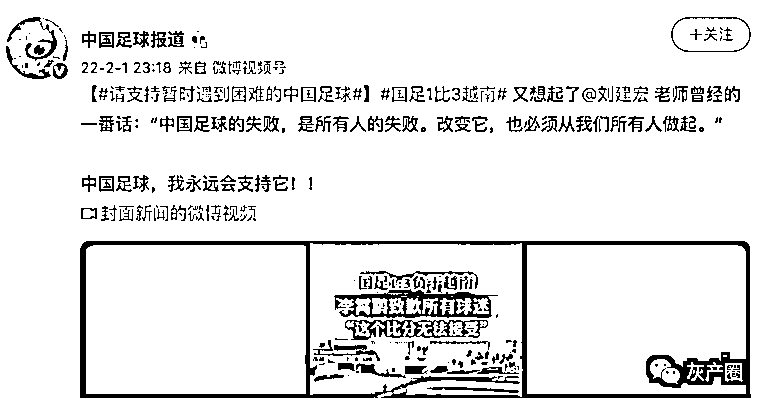 中国足球报道
+关注
22-2-1 23:18 来自 微博视频号
【#请支持暂时遇到困难的中国足球#】#国足1比3越南# 又想起了@刘建宏 老师曾经的
一番话：“中国足球的失败，是所有人的失败。改变它，也必须从我们所有人做起。”
中国足球，我永远会支持它！！
封面新闻的微博视频
国足1:3负于越南
李霄鹏致歉所有球迷
“这个比分无法接受”
灰产圈